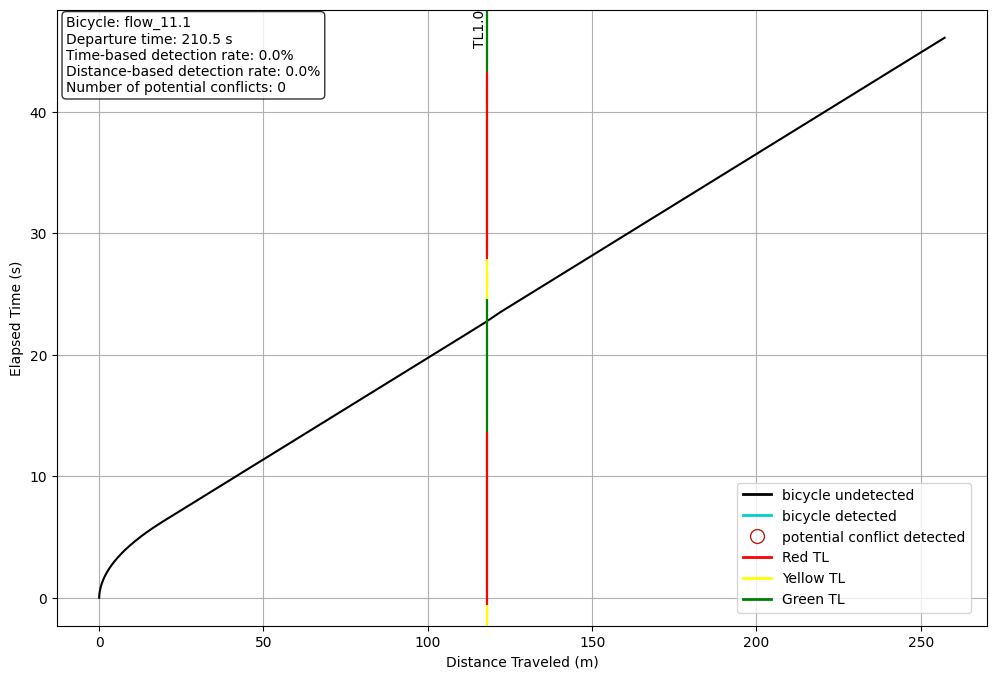 Bicycle: flow_11.1
Departure time: 210.5 s
Time-based detection rate: 0.0%
Distance-based detection rate: 0.0%
Number of potential conflicts: 0
TL1.0
40
30
20
10
0
Elapsed Time (s)
bicycle undetected
bicycle detected
potential conflict detected
Red TL
Yellow TL
Green TL
0
50
100
150
200
250
Distance Traveled (m)